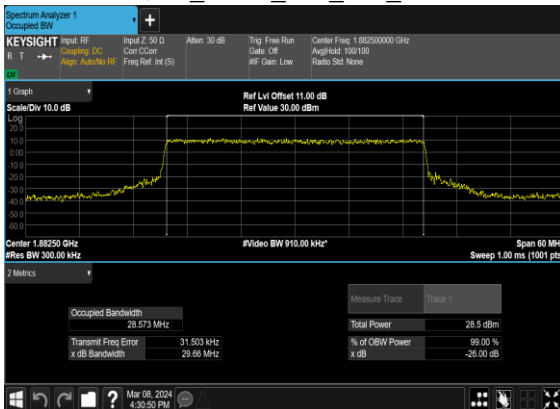 Spectrum Analyzer 1
Occupied BW
KEYSIGHT
R T
Input: RF
Coupling: DC
Align: Auto/No RF
Input Z: 50 Ω
Corr CCorr
Freq Ref: Int (S)
Atten: 30 dB
Trig: Free Run
Gate: Off
#IF Gain: Low
Center Freq: 1.882500000 GHz
Avg|Hold: 100/100
Radio Std: None
1 Graph
Scale/Div 10.0 dB
Ref Lvl Offset 11.00 dB
Ref Value 30.00 dBm
Log
20.0
10.0
0.00
-10.0
-20.0
-30.0
-40.0
-50.0
-60.0
Center 1.88250 GHz
#Res BW 300.00 kHz
#Video BW 910.00 kHz*
Span 60 MH
Sweep 1.00 ms (1001 pts
2 Metrics
Measure Trace
Trace 1
Occupied Bandwidth
28.573 MHz
Total Power
28.5 dBm
Transmit Freq Error
31.503 kHz
% of OBW Power
99.00 %
x dB Bandwidth
29.66 MHz
x dB
-26.00 dB
?
Mar 08, 2024
4:30:50 PM